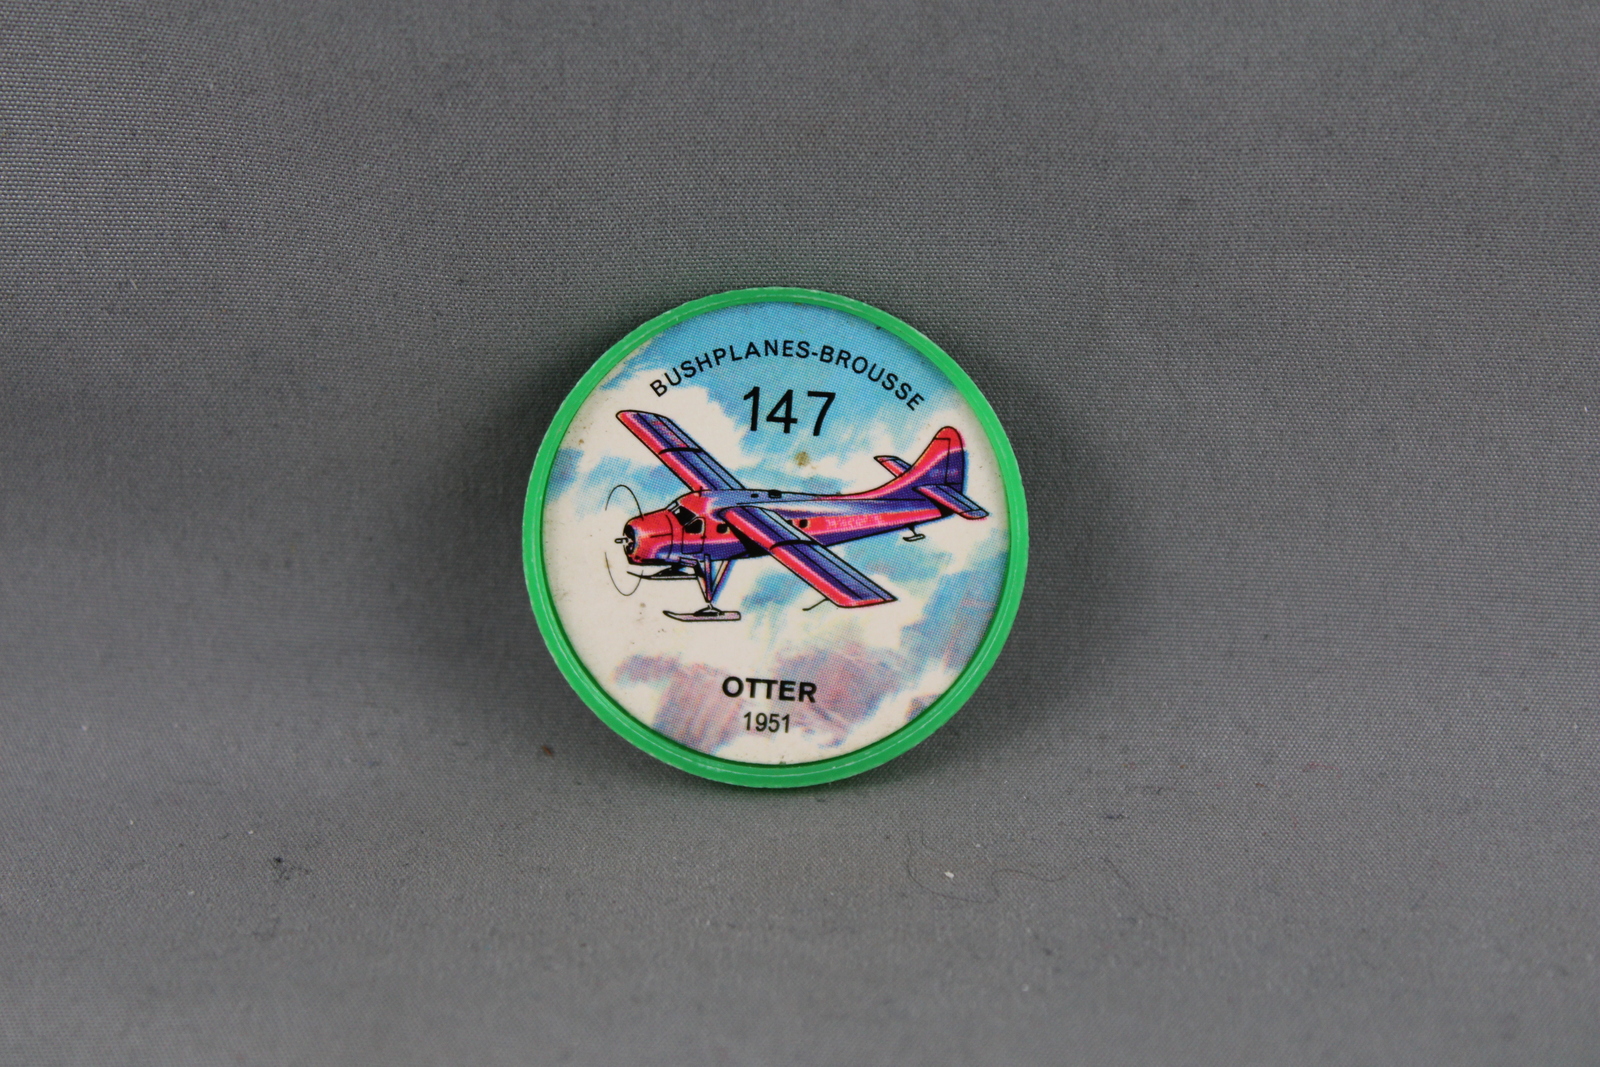 BUSHPLANES-BROUSSE
147
OTTER
1951